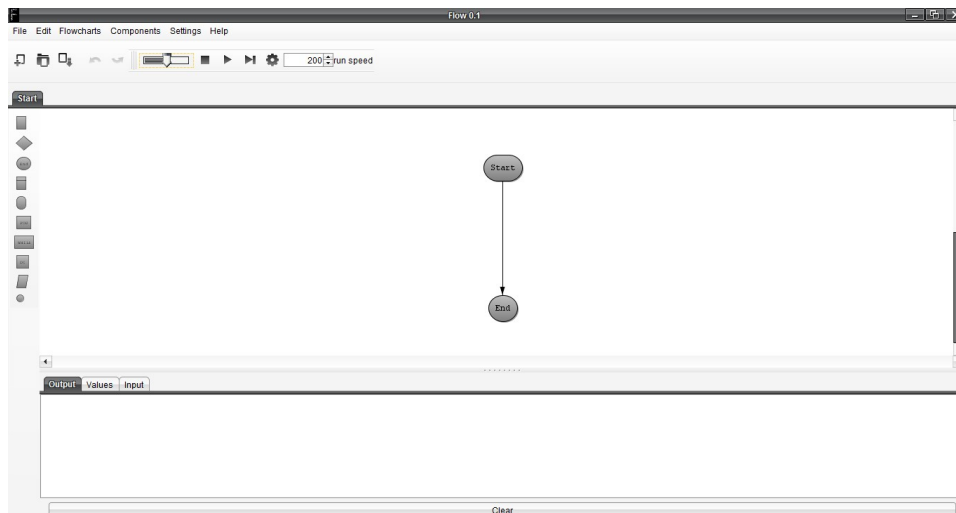 Flow 0.1
File Edit Flowcharts Components Settings Help
200 run speed
Start
Start
End
Output Values Input
Clear